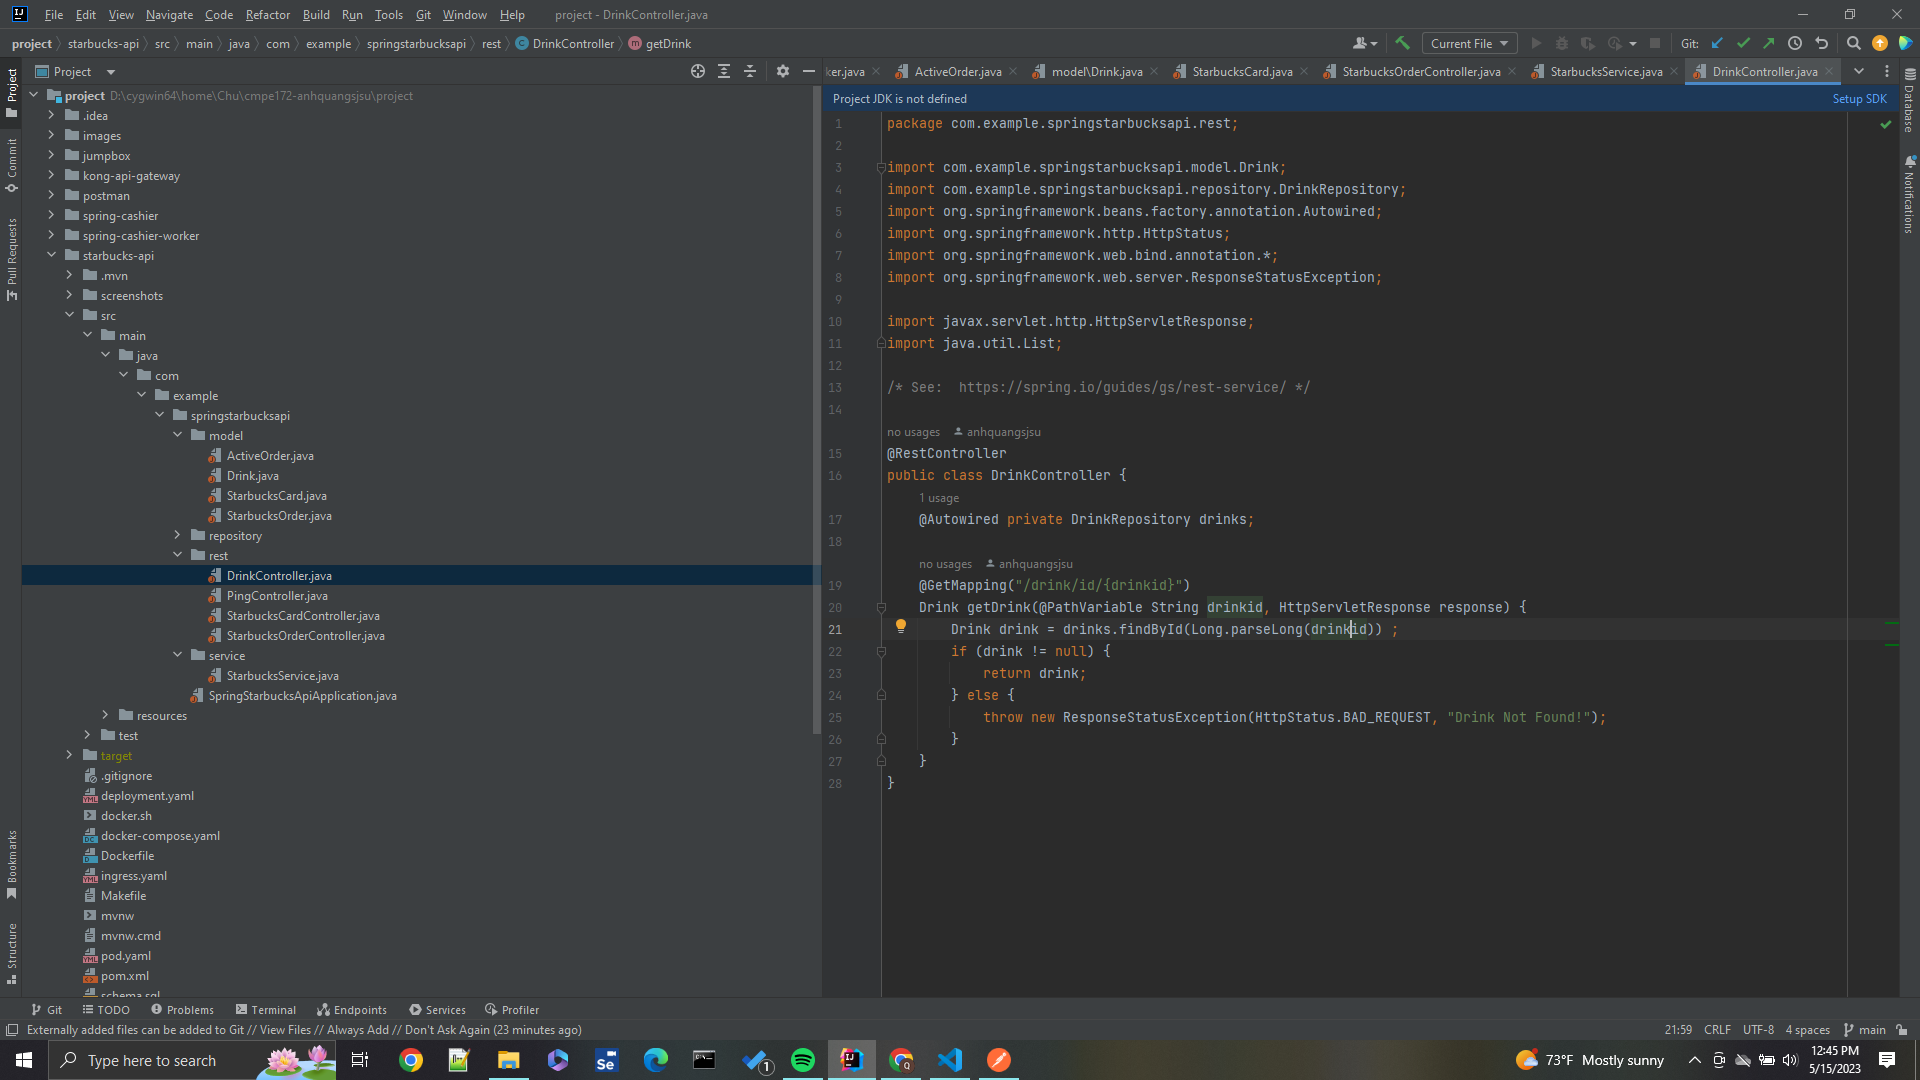 File Edit View Navigate Code Refactor Build Run Tools Git Window Help project - DrinkController.java
project starbucks-api src main java com example springstarbucksapi rest DrinkController getDrink Current File Git:
Project
ker.java ActiveOrder.java model\Drink.java StarbucksCard.java StarbucksOrderController.java StarbucksService.java DrinkController.java
Project JDK is not defined Setup SDK
Project
Commit
Pull Requests
Bookmarks
Structure
Database
Notifications
project D:\cygwin64\home\Chu\cmpe172-anhquangsjsu\project
.idea
images
jumpbox
kong-api-gateway
postman
spring-cashier
spring-cashier-worker
starbucks-api
.mvn
screenshots
src
main
java
com
example
springstarbucksapi
model
ActiveOrder.java
Drink.java
StarbucksCard.java
StarbucksOrder.java
repository
rest
DrinkController.java
PingController.java
StarbucksCardController.java
StarbucksOrderController.java
service
StarbucksService.java
SpringStarbucksApiApplication.java
resources
test
target
.gitignore
deployment.yaml
docker.sh
docker-compose.yaml
Dockerfile
ingress.yaml
Makefile
mvnw
mvnw.cmd
pod.yaml
pom.xml
schema.sql
1 package com.example.springstarbucksapi.rest;
2
3 import com.example.springstarbucksapi.model.Drink;
4 import com.example.springstarbucksapi.repository.DrinkRepository;
5 import org.springframework.beans.factory.annotation.Autowired;
6 import org.springframework.http.HttpStatus;
7 import org.springframework.web.bind.annotation.*;
8 import org.springframework.web.server.ResponseStatusException;
9
10 import javax.servlet.http.HttpServletResponse;
11 import java.util.List;
12
13 /* See:  https://spring.io/guides/gs/rest-service/ */
14
no usages anhquangsjsu
15 @RestController
16 public class DrinkController {
1 usage
17 @Autowired private DrinkRepository drinks;
18
no usages anhquangsjsu
19 @GetMapping("/drink/id/{drinkid}")
20 Drink getDrink(@PathVariable String drinkid, HttpServletResponse response) {
21 Drink drink = drinks.findById(Long.parseLong(drinkid)) ;
22 if (drink != null) {
23 return drink;
24 } else {
25 throw new ResponseStatusException(HttpStatus.BAD_REQUEST, "Drink Not Found!");
26 }
27 }
28 }
Git TODO Problems Terminal Endpoints Services Profiler
Externally added files can be added to Git // View Files // Always Add // Don't Ask Again (23 minutes ago) 21:59 CRLF UTF-8 4 spaces main
Type here to search Se 1 73°F Mostly sunny 12:45 PM
5/15/2023